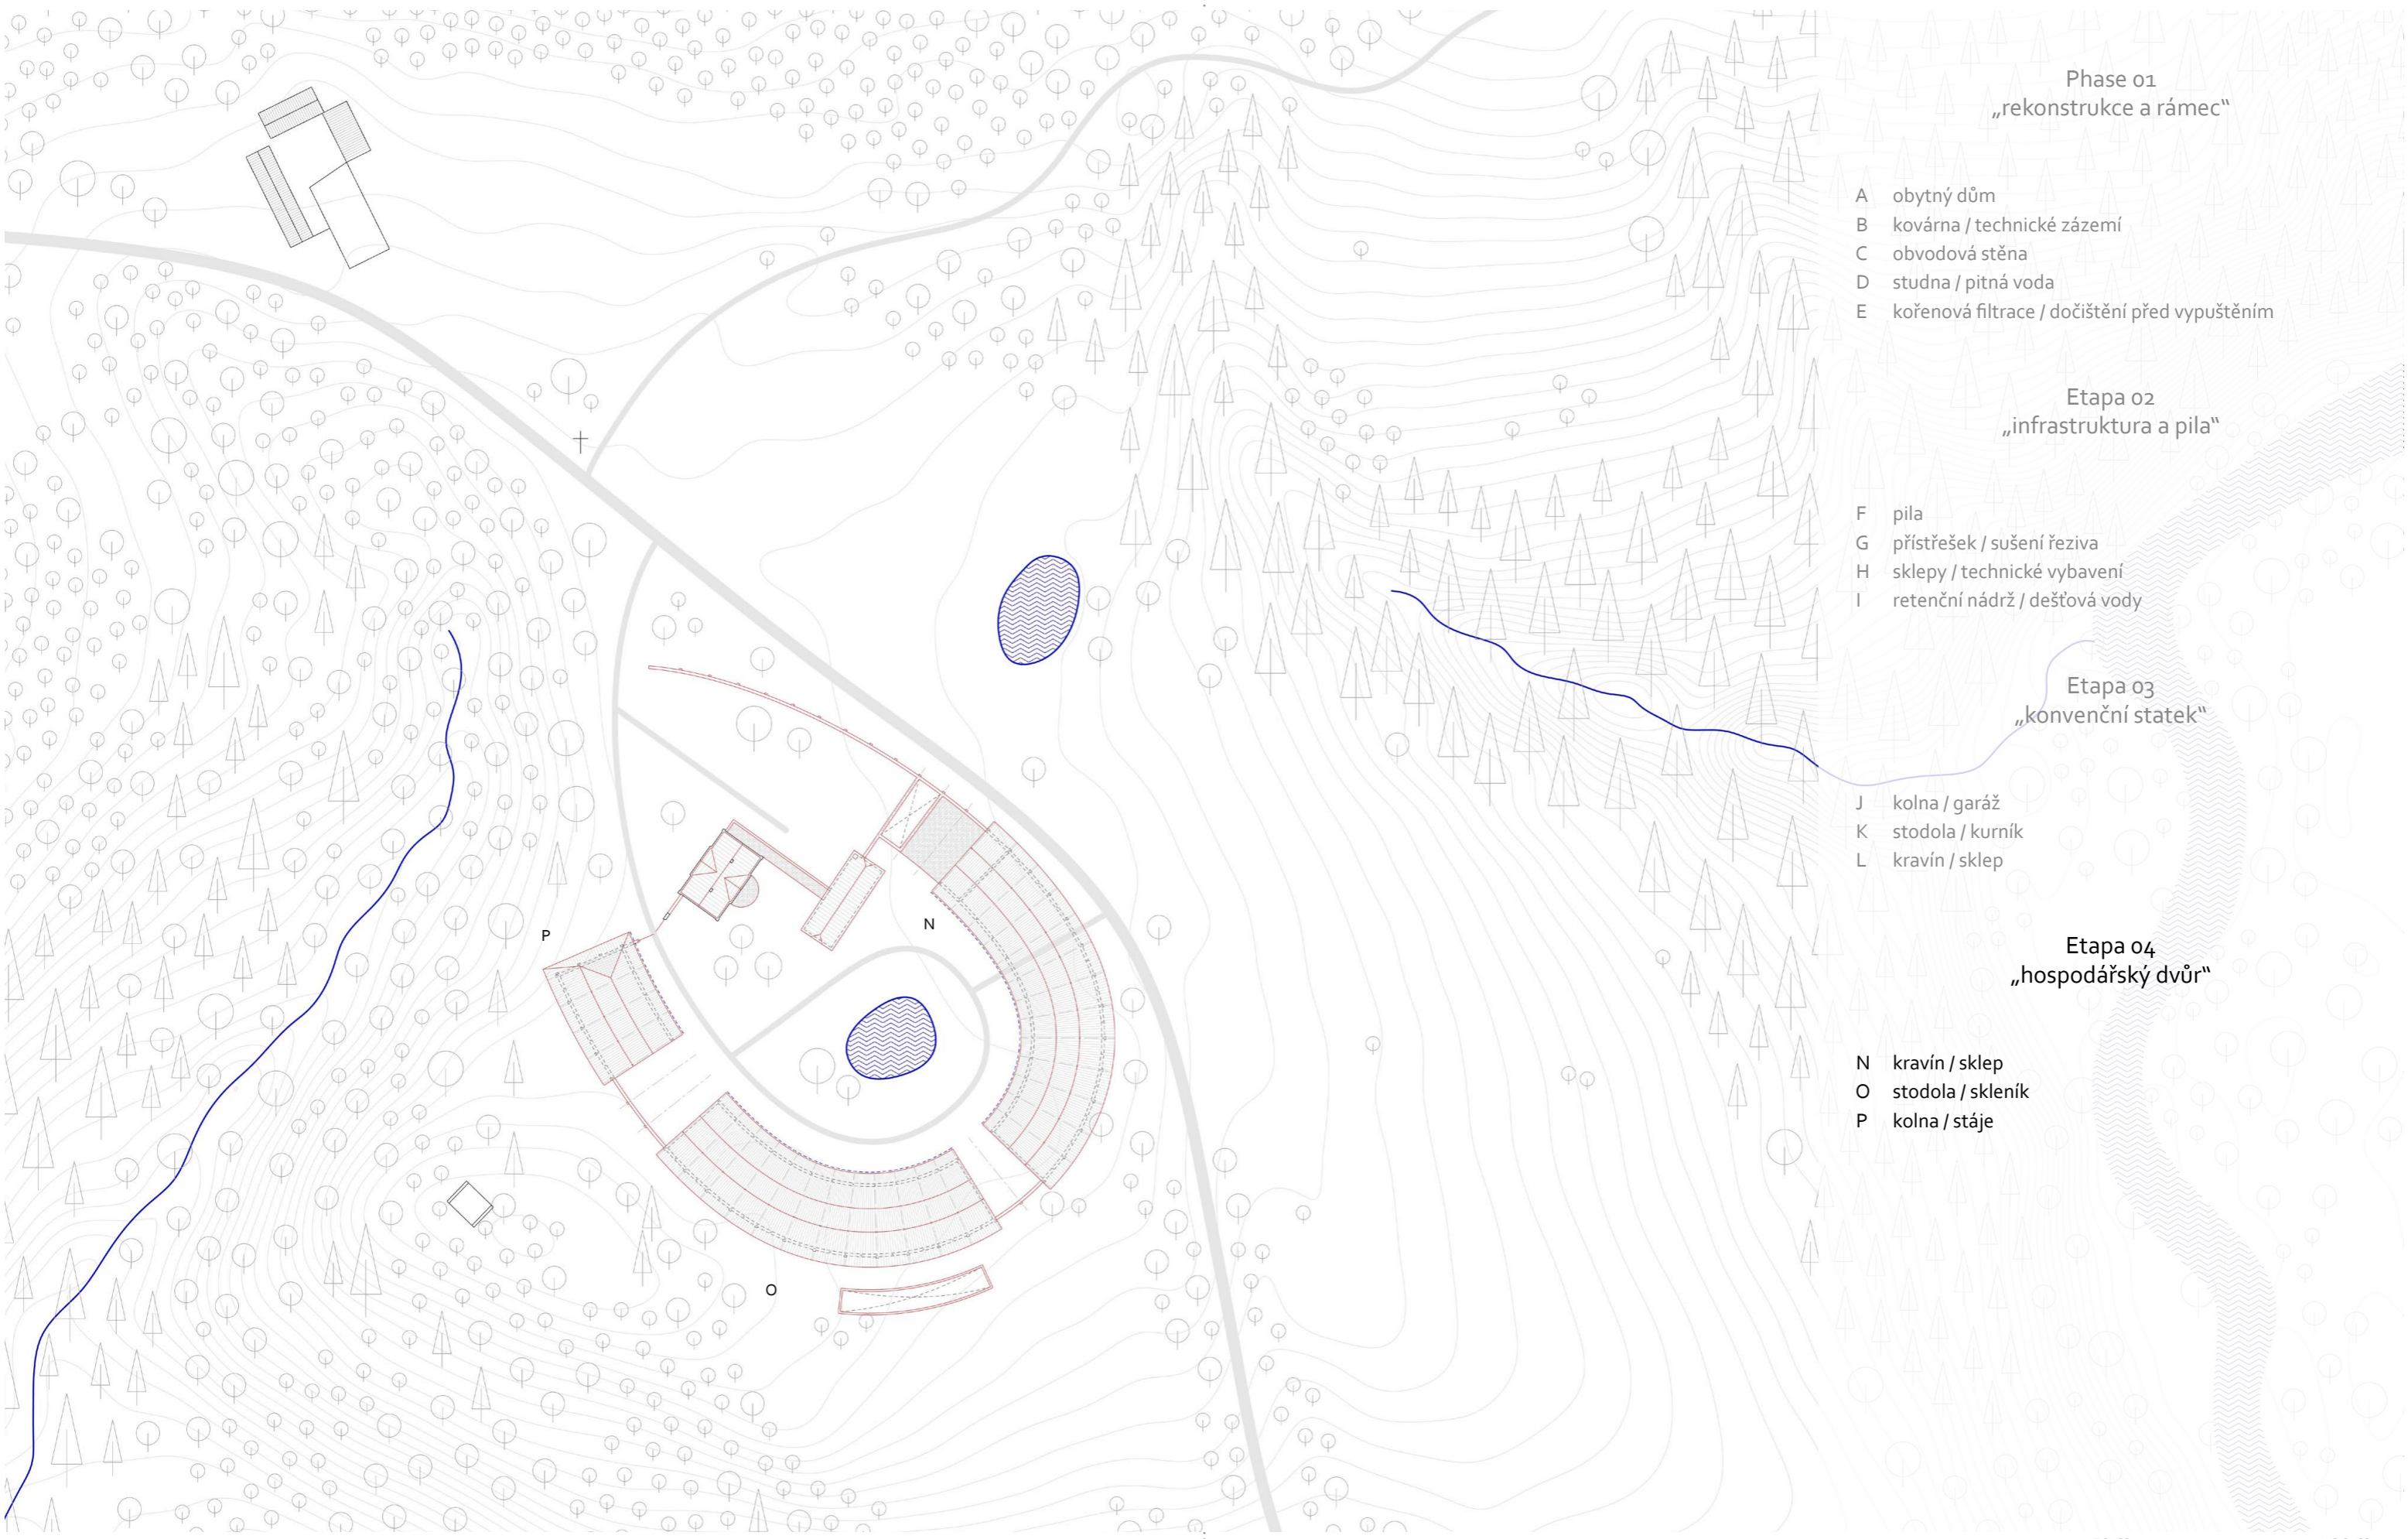 Phase 01
„rekonstrukce a rámec“
A obytný dům
B kovárna / technické zázemí
C obvodová stěna
D studna / pitná voda
E kořenová filtrace / dočištění před vypuštěním
Etapa 02
„infrastruktura a pila“
F pila
G přístřešek / sušení řeziva
H sklepy / technické vybavení
I retenční nádrž / dešťová vody
Etapa 03
„konvenční statek“
J kolna / garáž
K stodola / kurník
L kravín / sklep
Etapa 04
„hospodářský dvůr“
N kravín / sklep
O stodola / skleník
P kolna / stáje
N
P
O